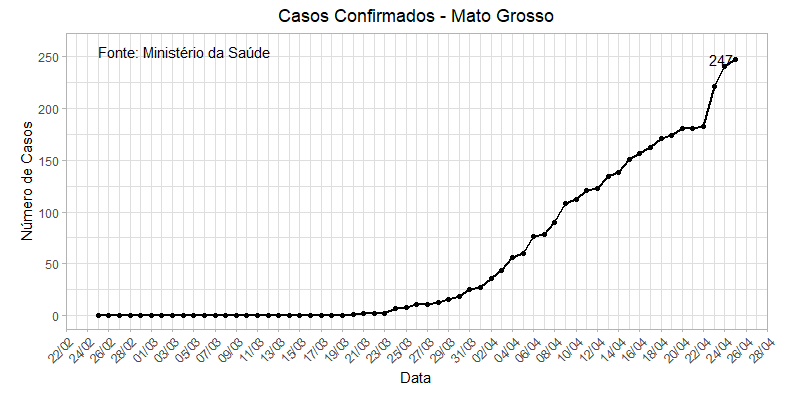 Casos Confirmados - Mato Grosso
Fonte: Ministério da Saúde
247
Número de Casos
250
200
150
100
50
0
22/02 24/02 26/02 28/02 01/03 03/03 05/03 07/03 09/03 11/03 13/03 15/03 17/03 19/03 21/03 23/03 25/03 27/03 29/03 31/03 02/04 04/04 06/04 08/04 10/04 12/04 14/04 16/04 18/04 20/04 22/04 24/04 26/04 28/04
Data